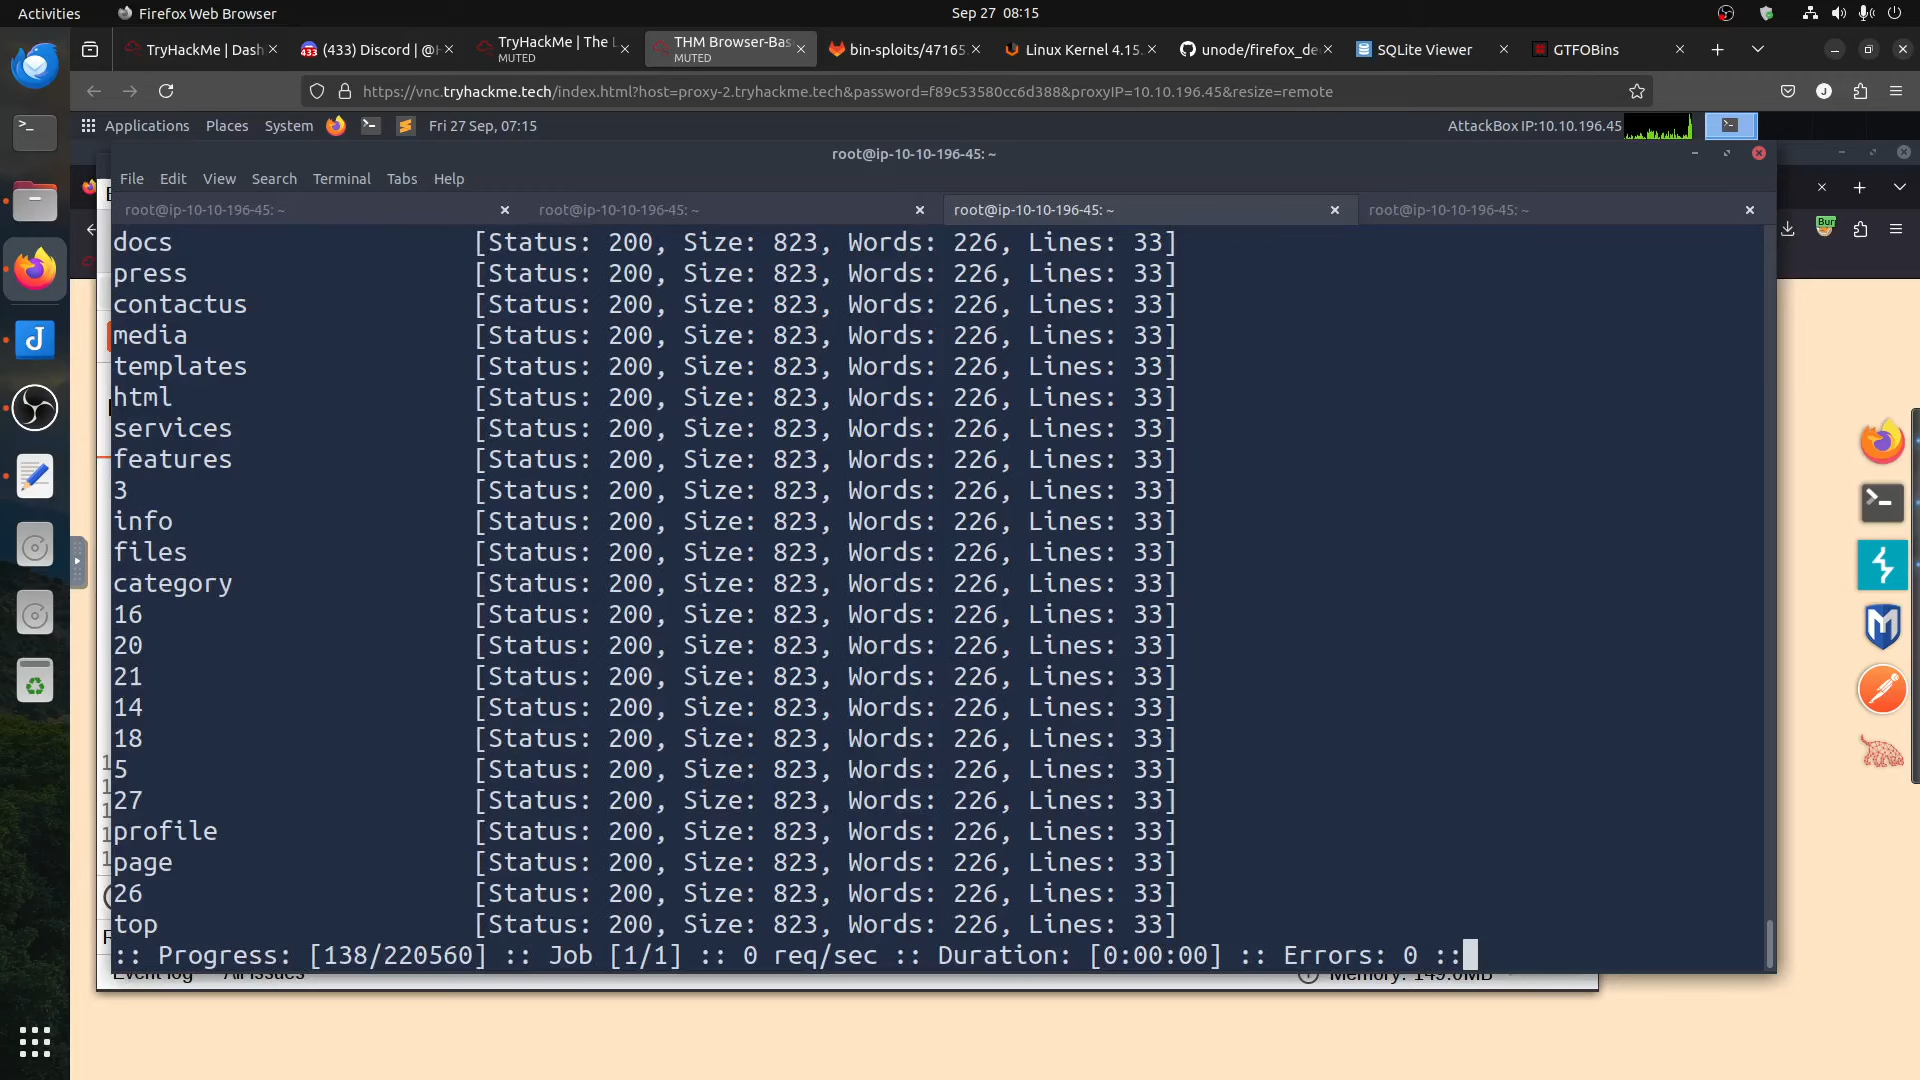 Activities Firefox Web Browser Sep 27 08:15
TryHackMe | Dash (433) Discord | @H TryHackMe | The L MUTED THM Browser-Bas MUTED bin-sploits/47165. Linux Kernel 4.15. unode/firefox_de SQLite Viewer GTFOBins
https://vnc.tryhackme.tech/index.html?host=proxy-2.tryhackme.tech&password=f89c53580cc6d388&proxyIP=10.10.196.45&resize=remote
Applications Places System Fri 27 Sep, 07:15 AttackBox IP:10.10.196.45
root@ip-10-10-196-45: ~
File Edit View Search Terminal Tabs Help
root@ip-10-10-196-45: ~ root@ip-10-10-196-45: ~ root@ip-10-10-196-45: ~ root@ip-10-10-196-45: ~
docs [Status: 200, Size: 823, Words: 226, Lines: 33]
press [Status: 200, Size: 823, Words: 226, Lines: 33]
contactus [Status: 200, Size: 823, Words: 226, Lines: 33]
media [Status: 200, Size: 823, Words: 226, Lines: 33]
templates [Status: 200, Size: 823, Words: 226, Lines: 33]
html [Status: 200, Size: 823, Words: 226, Lines: 33]
services [Status: 200, Size: 823, Words: 226, Lines: 33]
features [Status: 200, Size: 823, Words: 226, Lines: 33]
3 [Status: 200, Size: 823, Words: 226, Lines: 33]
info [Status: 200, Size: 823, Words: 226, Lines: 33]
files [Status: 200, Size: 823, Words: 226, Lines: 33]
category [Status: 200, Size: 823, Words: 226, Lines: 33]
16 [Status: 200, Size: 823, Words: 226, Lines: 33]
20 [Status: 200, Size: 823, Words: 226, Lines: 33]
21 [Status: 200, Size: 823, Words: 226, Lines: 33]
14 [Status: 200, Size: 823, Words: 226, Lines: 33]
18 [Status: 200, Size: 823, Words: 226, Lines: 33]
5 [Status: 200, Size: 823, Words: 226, Lines: 33]
27 [Status: 200, Size: 823, Words: 226, Lines: 33]
profile [Status: 200, Size: 823, Words: 226, Lines: 33]
page [Status: 200, Size: 823, Words: 226, Lines: 33]
26 [Status: 200, Size: 823, Words: 226, Lines: 33]
top [Status: 200, Size: 823, Words: 226, Lines: 33]
:: Progress: [138/220560] :: Job [1/1] :: 0 req/sec :: Duration: [0:00:00] :: Errors: 0 ::
Event log All issues Memory: 149.0MB